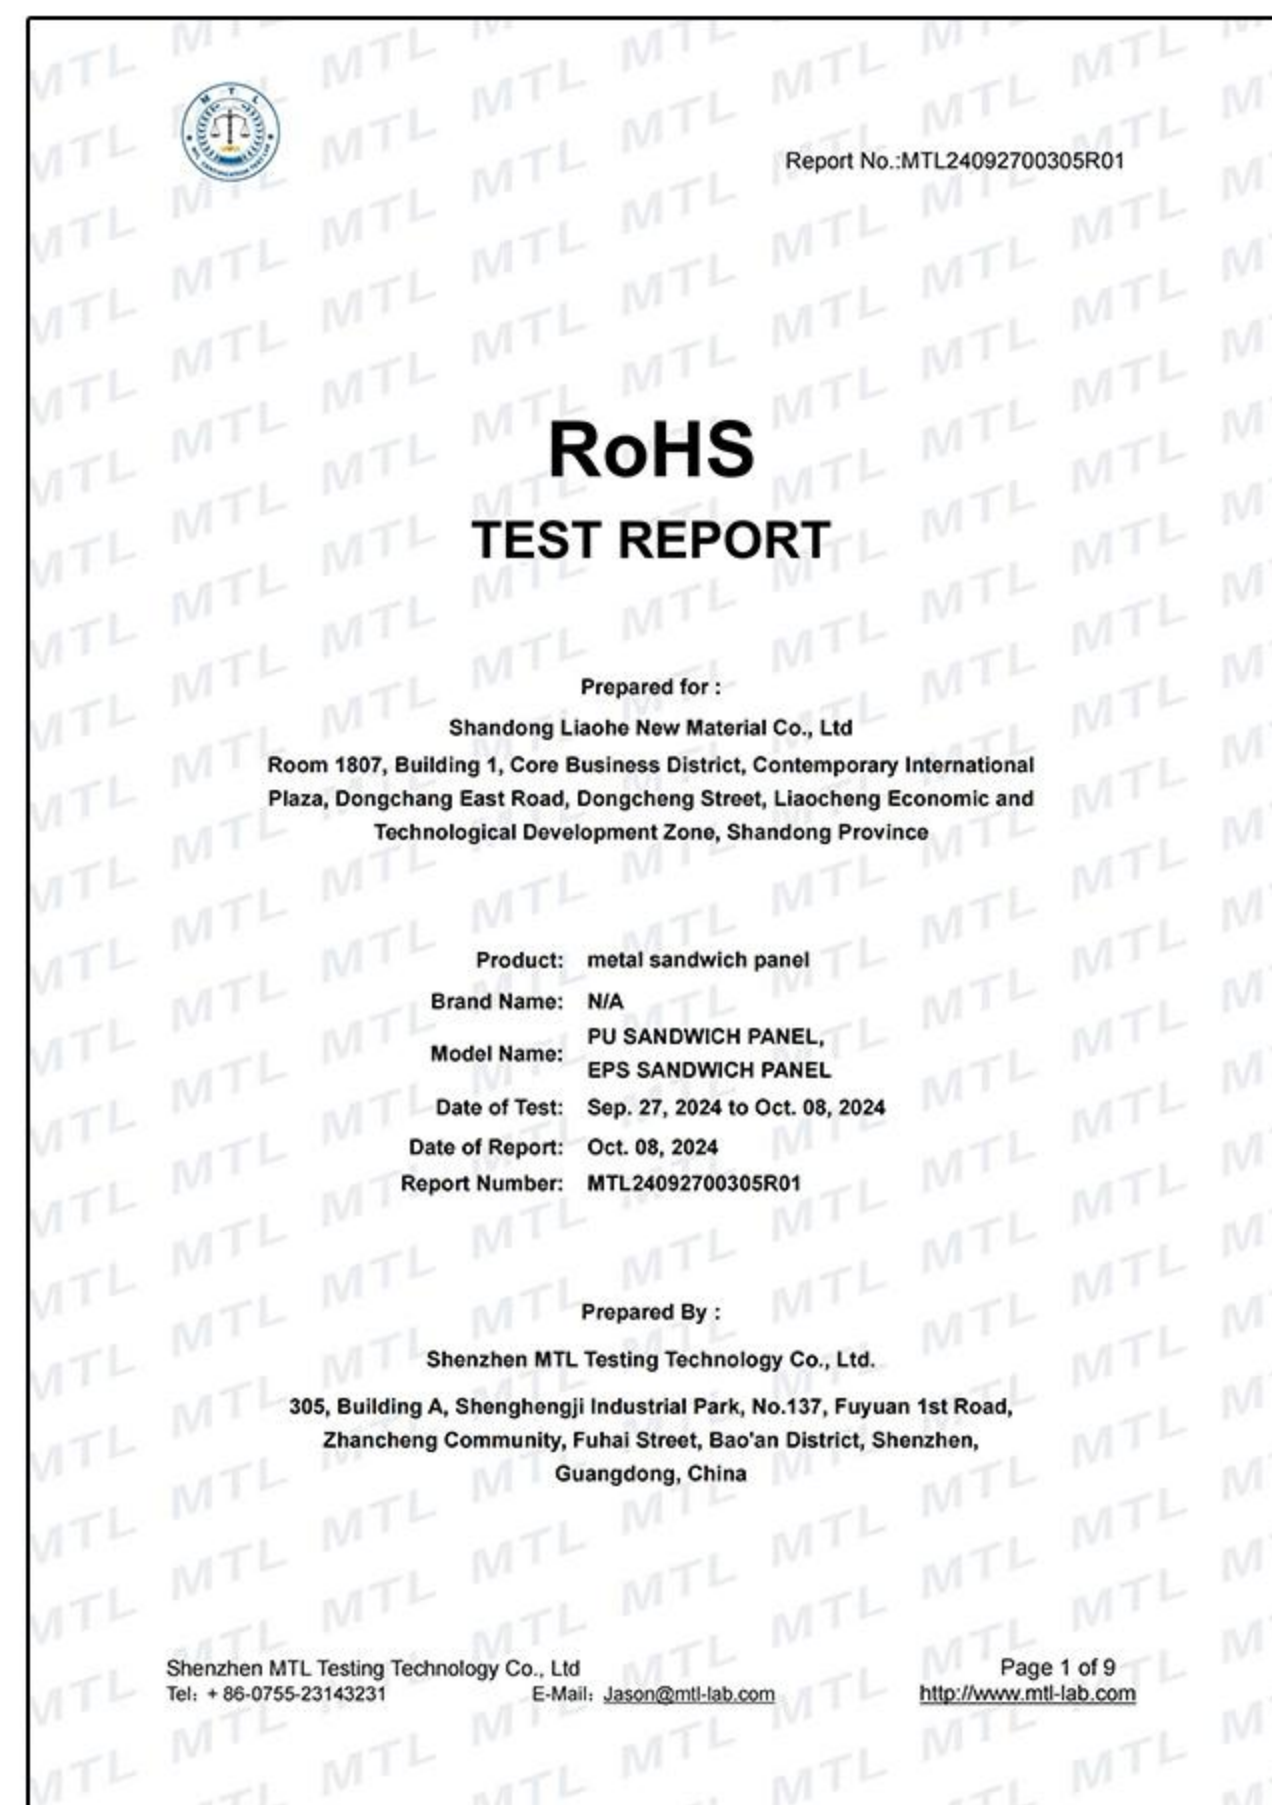 M T L
Report No.:MTL24092700305R01
RoHS
TEST REPORT
Prepared for :
Shandong Liaohe New Material Co., Ltd
Room 1807, Building 1, Core Business District, Contemporary International
Plaza, Dongchang East Road, Dongcheng Street, Liaocheng Economic and
Technological Development Zone, Shandong Province
Product: metal sandwich panel
Brand Name: N/A
Model Name: PU SANDWICH PANEL,
EPS SANDWICH PANEL
Date of Test: Sep. 27, 2024 to Oct. 08, 2024
Date of Report: Oct. 08, 2024
Report Number: MTL24092700305R01
Prepared By :
Shenzhen MTL Testing Technology Co., Ltd.
305, Building A, Shenghengji Industrial Park, No.137, Fuyuan 1st Road,
Zhancheng Community, Fuhai Street, Bao'an District, Shenzhen,
Guangdong, China
Shenzhen MTL Testing Technology Co., Ltd Page 1 of 9
Tel: + 86-0755-23143231 E-Mail: Jason@mtl-lab.com http://www.mtl-lab.com
MTL